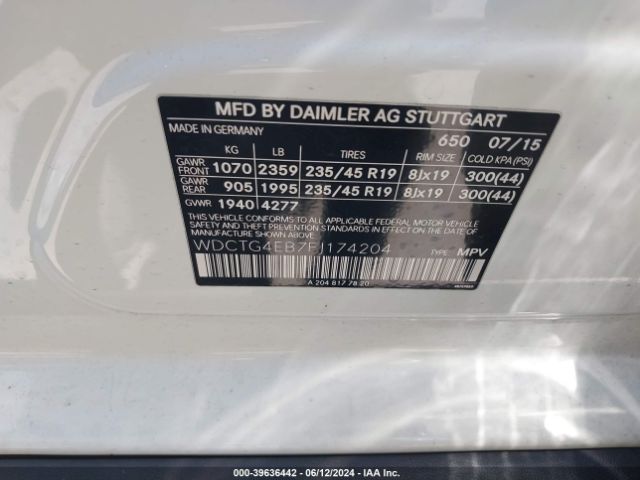 MFD BY DAIMLER AG STUTTGART
MADE IN GERMANY 650 07/15
KG LB TIRES RIM SIZE COLD KPA(PSI)
GAWR FRONT 1070 2359 235/45 R19 8Jx19 300(44)
GAWR REAR 905 1995 235/45 R19 8Jx19 300(44)
GVWR 1940 4277
THIS VEHICLE CONFORMS TO ALL APPLICABLE FEDERAL MOTOR VEHICLE
SAFETY AND THEFT PREVENTION STANDARDS IN EFFECT ON THE DATE OF
MANUFACTURE SHOWN ABOVE.
WDCTG4EB7FJ174204 TYPE MPV
A 204 817 78 20
000-39636442 - 06/12/2024 - IAA Inc.